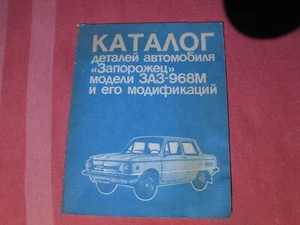 КАТАЛОГ
деталей автомобиля
«Запорожец»
модели ЗАЗ-968М
и его модификаций